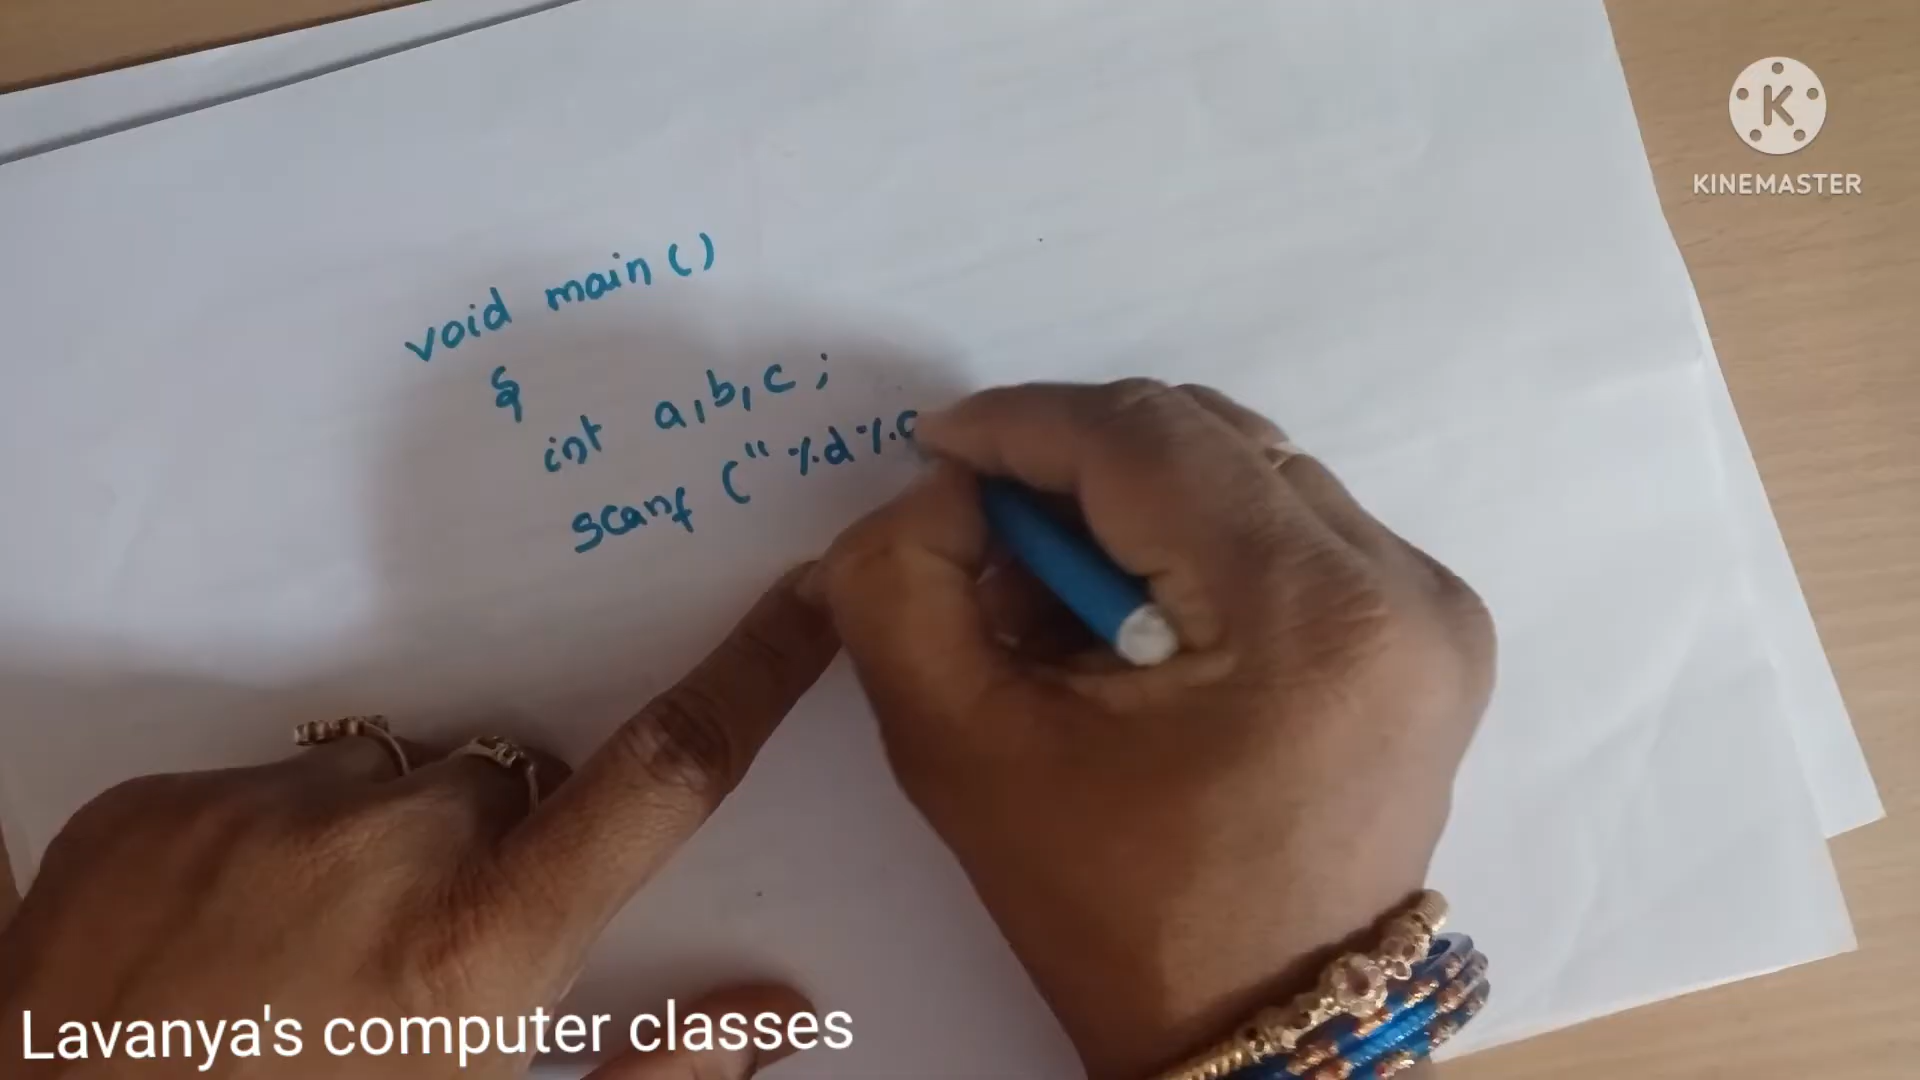 KINEMASTER
void main ()
{
int a,b,c;
scanf ("%d%
Lavanya's computer classes